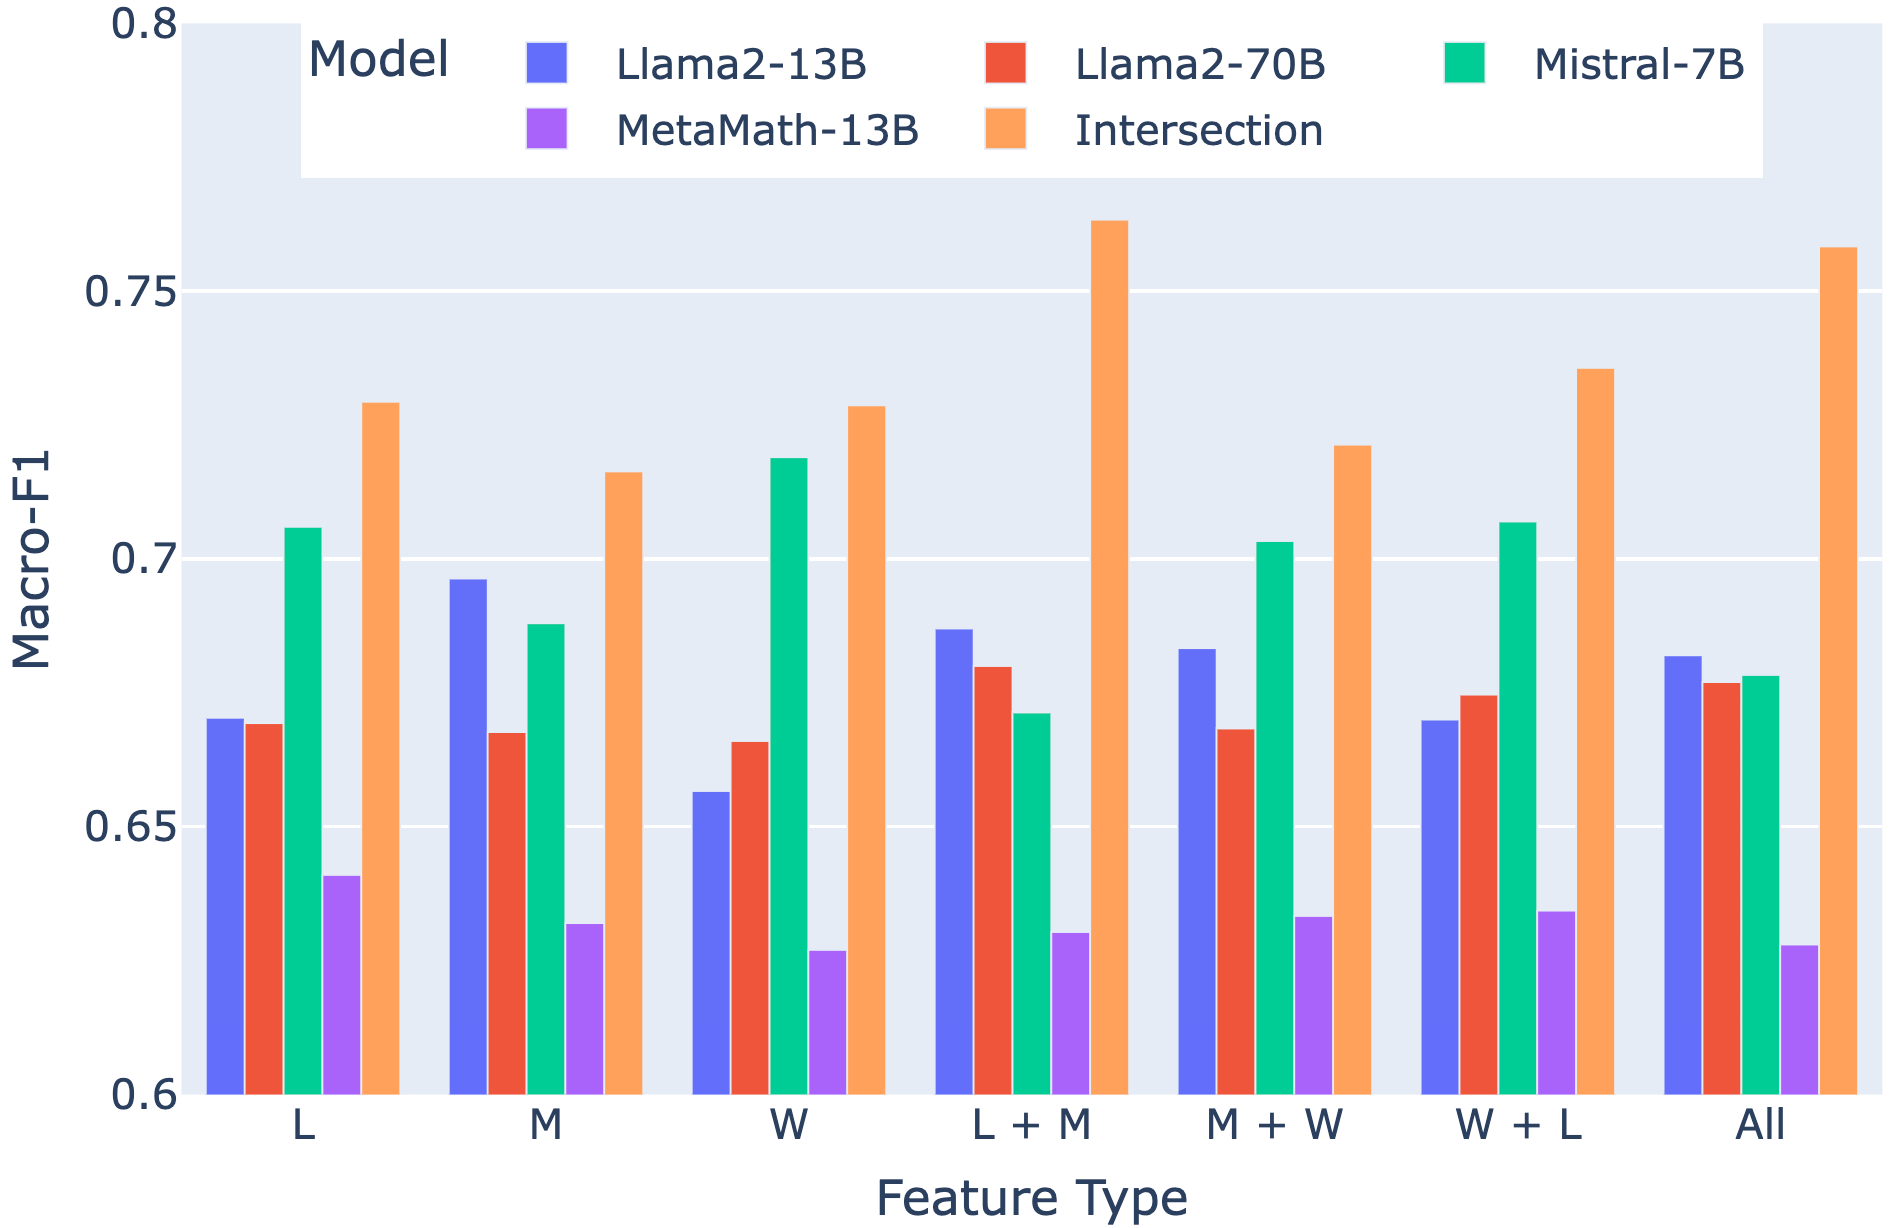 Model
Llama2-13B Llama2-70B Mistral-7B
MetaMath-13B Intersection
0.8
0.75
0.7
0.65
0.6
Macro-F1
L M W L + M M + W W + L All
Feature Type